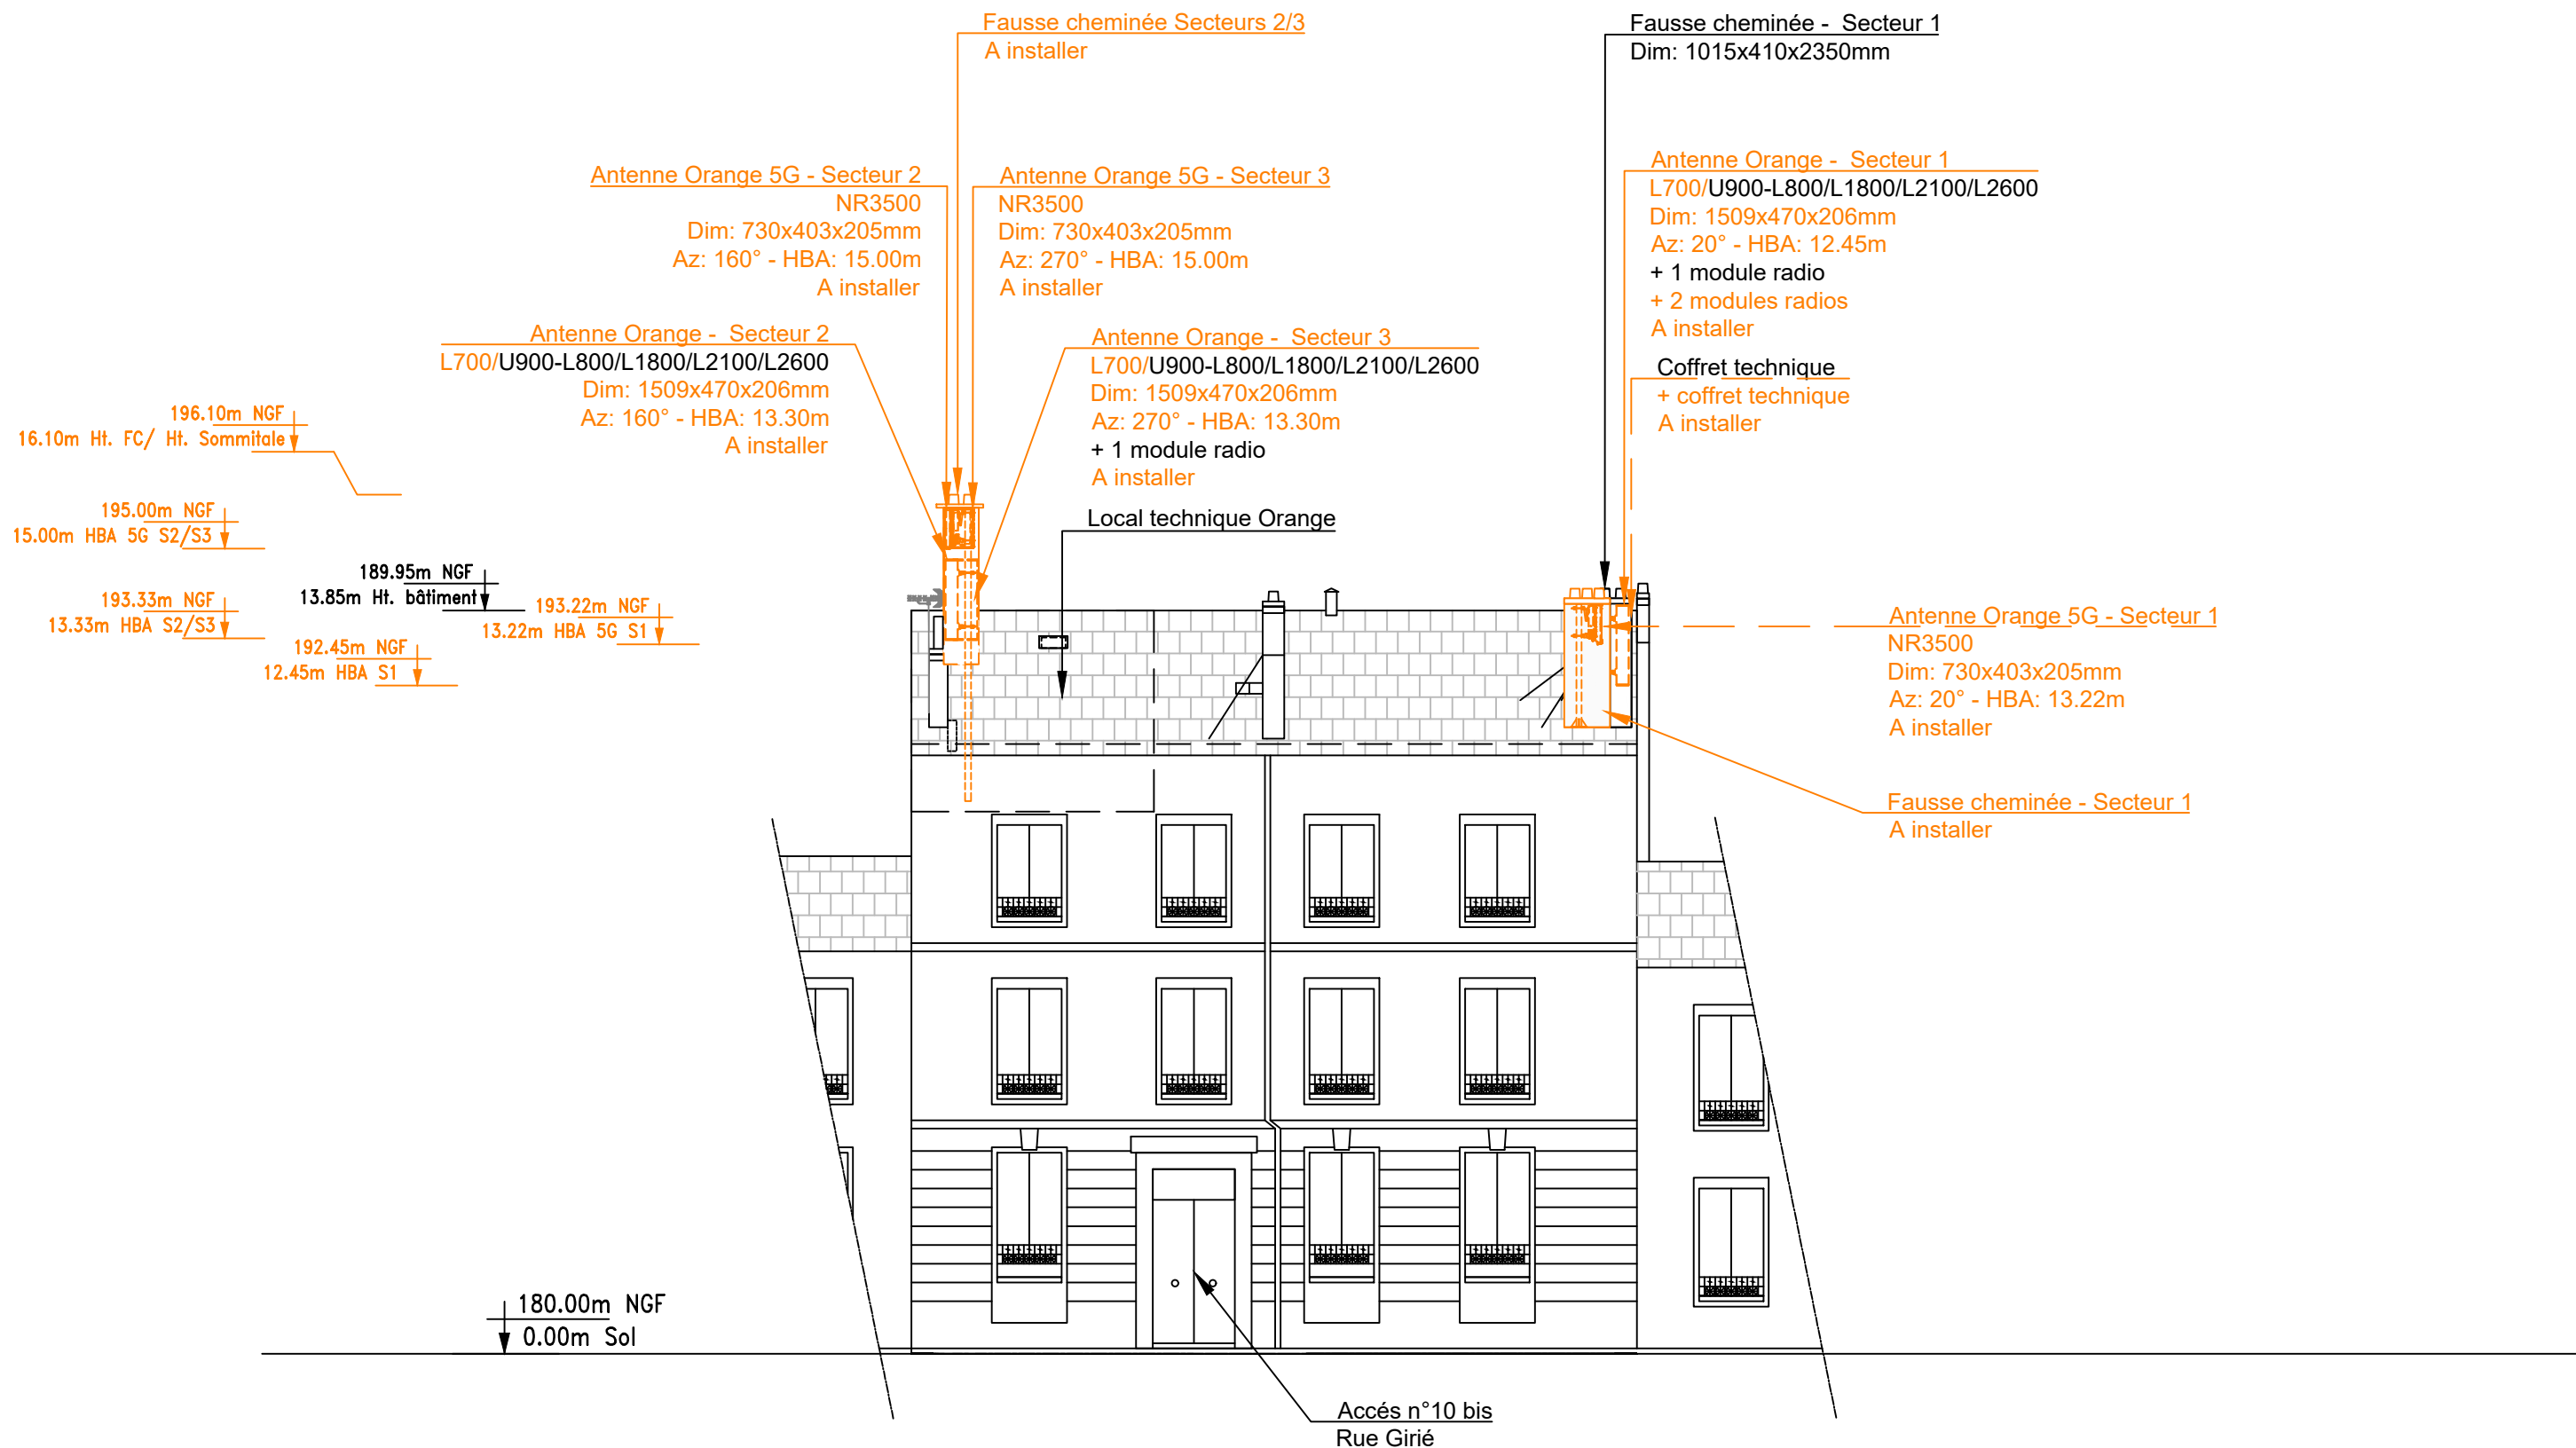 Fausse cheminée Secteurs 2/3
A installer
Fausse cheminée - Secteur 1
Dim: 1015x410x2350mm
Antenne Orange 5G - Secteur 2
NR3500
Dim: 730x403x205mm
Az: 160° - HBA: 15.00m
A installer
Antenne Orange 5G - Secteur 3
NR3500
Dim: 730x403x205mm
Az: 270° - HBA: 15.00m
A installer
Antenne Orange - Secteur 1
L700/U900-L800/L1800/L2100/L2600
Dim: 1509x470x206mm
Az: 20° - HBA: 12.45m
+ 1 module radio
+ 2 modules radios
A installer
Coffret technique
+ coffret technique
A installer
Antenne Orange - Secteur 2
L700/U900-L800/L1800/L2100/L2600
Dim: 1509x470x206mm
Az: 160° - HBA: 13.30m
A installer
Antenne Orange - Secteur 3
L700/U900-L800/L1800/L2100/L2600
Dim: 1509x470x206mm
Az: 270° - HBA: 13.30m
+ 1 module radio
A installer
Local technique Orange
196.10m NGF
16.10m Ht. FC/ Ht. Sommitale
195.00m NGF
15.00m HBA 5G S2/S3
189.95m NGF
13.85m Ht. bâtiment
193.33m NGF
13.33m HBA S2/S3
193.22m NGF
13.22m HBA 5G S1
192.45m NGF
12.45m HBA S1
Antenne Orange 5G - Secteur 1
NR3500
Dim: 730x403x205mm
Az: 20° - HBA: 13.22m
A installer
Fausse cheminée - Secteur 1
A installer
180.00m NGF
0.00m Sol
Accés n°10 bis
Rue Girié